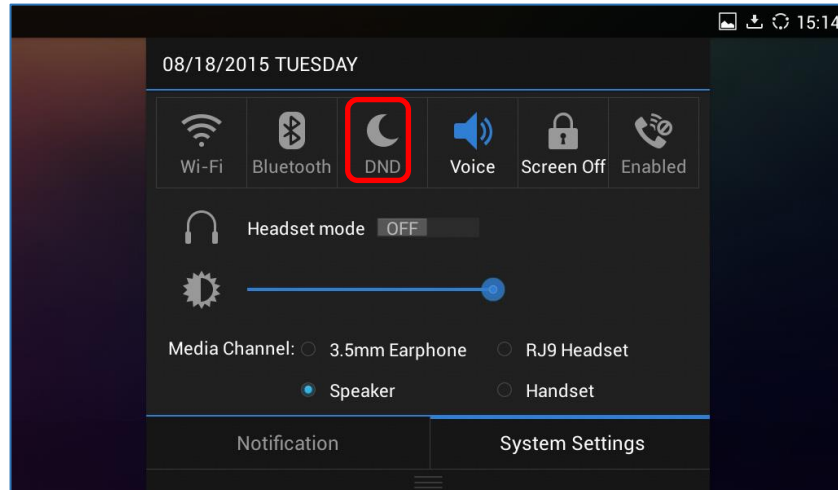 15:14
08/18/2015 TUESDAY
Wi-Fi Bluetooth DND Voice Screen Off Enabled
Headset mode OFF
Media Channel: 3.5mm Earphone RJ9 Headset
Speaker Handset
Notification System Settings